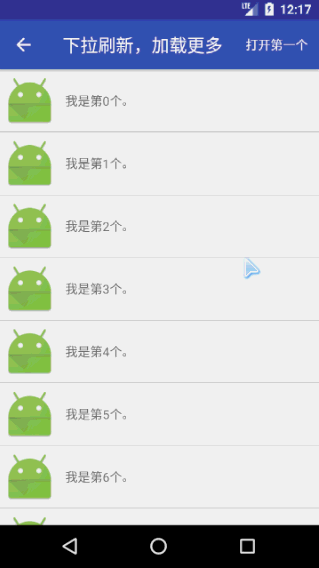 LTE 12:17
下拉刷新，加载更多 打开第一个
我是第0个。
我是第1个。
我是第2个。
我是第3个。
我是第4个。
我是第5个。
我是第6个。